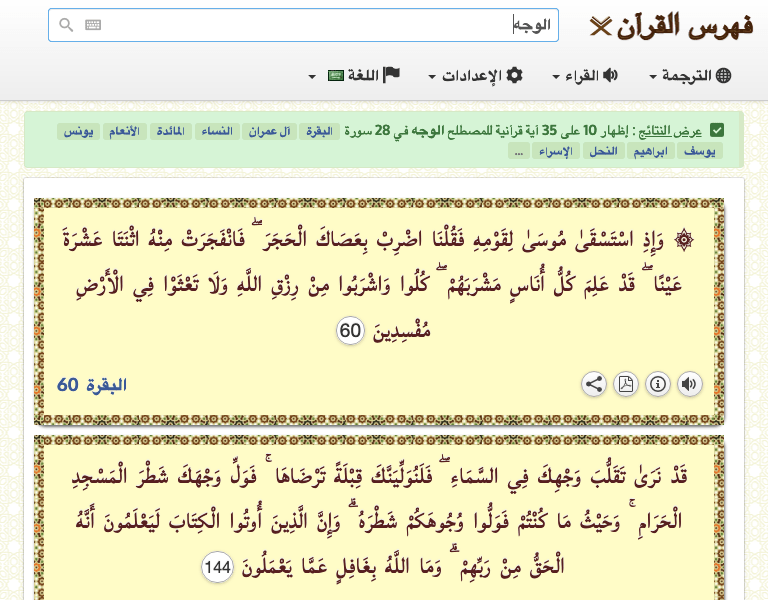 فهرس القرآن
الوجه
الترجمة القراء الإعدادات اللغة
عرض النتائج : إظهار 10 على 35 آية قرآنية للمصطلح الوجه في 28 سورة البقرة آل عمران النساء المائدة الأنعام يونس
يوسف ابراهيم النحل الإسراء ...
۞ وَإِذِ اسْتَسْقَىٰ مُوسَىٰ لِقَوْمِهِ فَقُلْنَا اضْرِبْ بِعَصَاكَ الْحَجَرَ ۖ فَانْفَجَرَتْ مِنْهُ اثْنَتَا عَشْرَةَ
عَيْنًا ۖ قَدْ عَلِمَ كُلُّ أُنَاسٍ مَشْرَبَهُمْ ۖ كُلُوا وَاشْرَبُوا مِنْ رِزْقِ اللَّهِ وَلَا تَعْثَوْا فِي الْأَرْضِ
مُفْسِدِينَ 60
البقرة 60
قَدْ نَرَىٰ تَقَلُّبَ وَجْهِكَ فِي السَّمَاءِ ۖ فَلَنُوَلِّيَنَّكَ قِبْلَةً تَرْضَاهَا ۚ فَوَلِّ وَجْهَكَ شَطْرَ الْمَسْجِدِ
الْحَرَامِ ۚ وَحَيْثُ مَا كُنْتُمْ فَوَلُّوا وُجُوهَكُمْ شَطْرَهُ ۗ وَإِنَّ الَّذِينَ أُوتُوا الْكِتَابَ لَيَعْلَمُونَ أَنَّهُ
الْحَقُّ مِنْ رَبِّهِمْ ۗ وَمَا اللَّهُ بِغَافِلٍ عَمَّا يَعْمَلُونَ 144